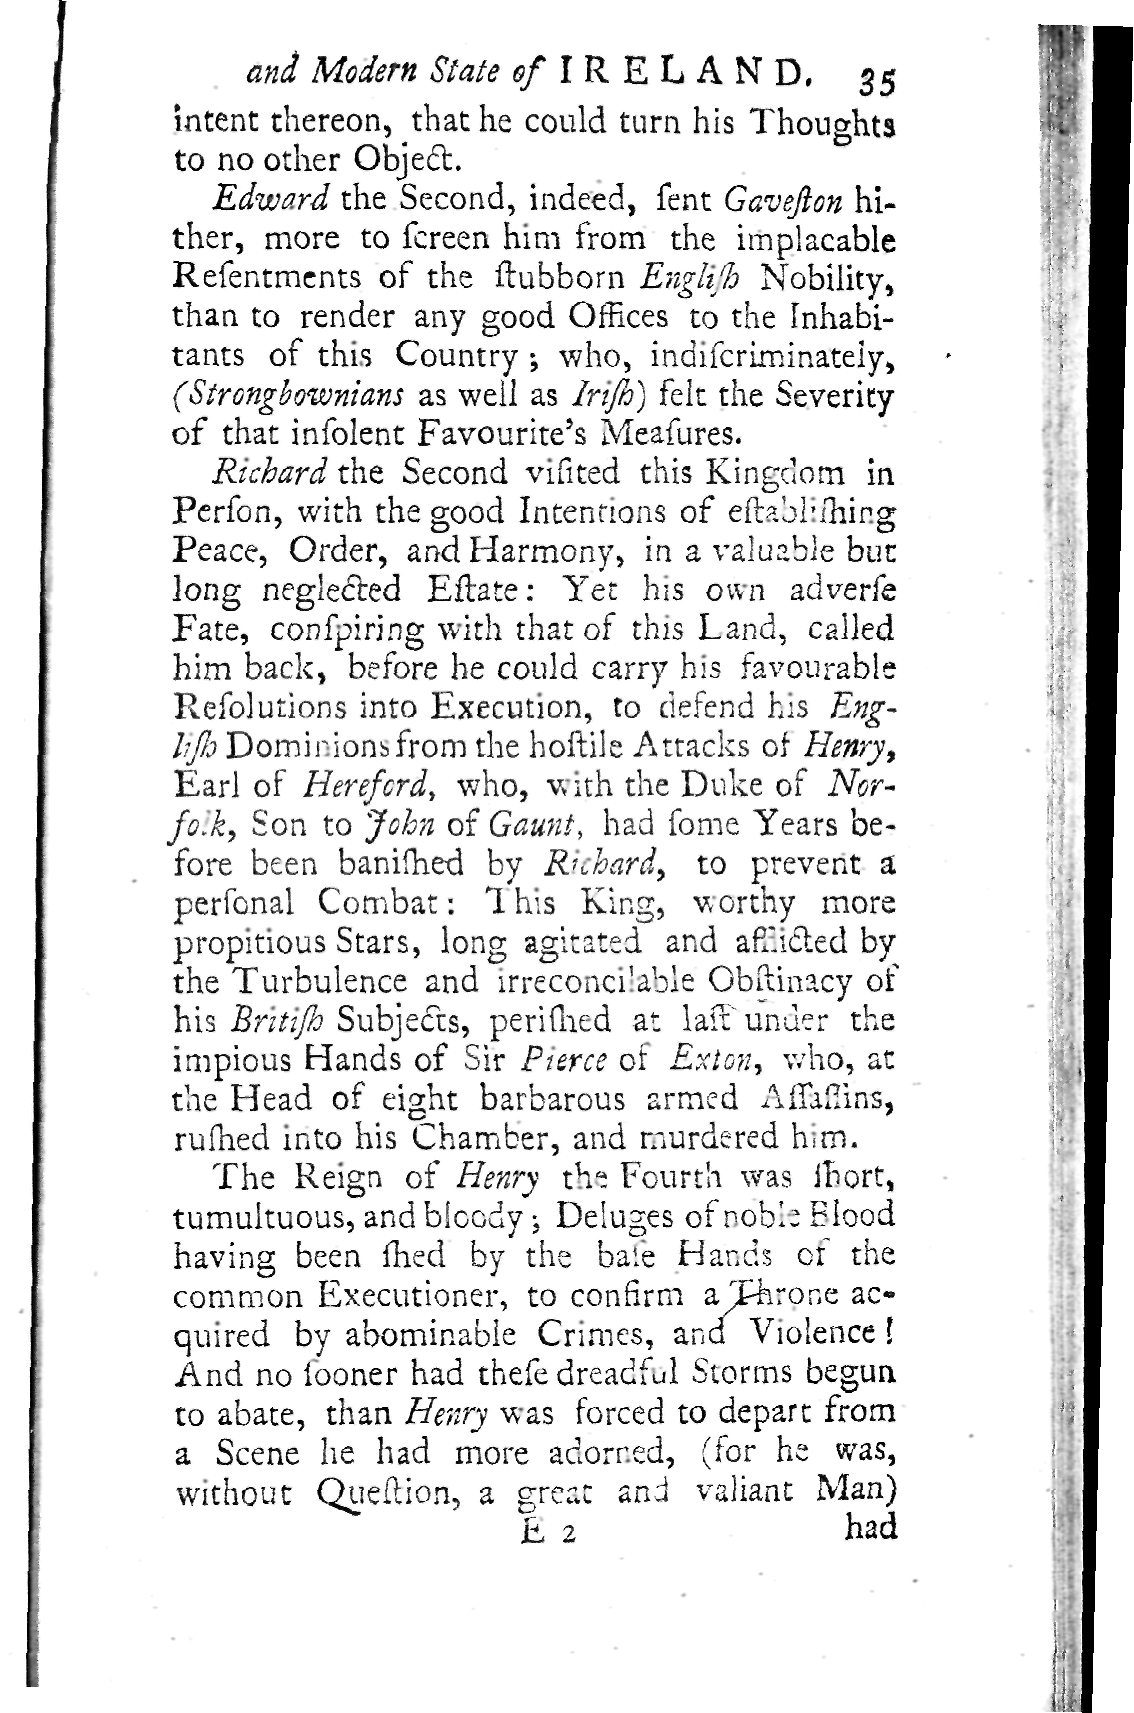 and Modern State of IRELAND. 35
intent thereon, that he could turn his Thoughts
to no other Object.
Edward the Second, indeed, ſent Gaveſton hi-
ther, more to ſcreen him from the implacable
Reſentments of the ſtubborn Engliſh Nobility,
than to render any good Offices to the Inhabi-
tants of this Country; who, indiſcriminately,
(Strongbownians as well as Iriſh) felt the Severity
of that inſolent Favourite's Meaſures.
Richard the Second viſited this Kingdom in
Perſon, with the good Intentions of eſtabliſhing
Peace, Order, and Harmony, in a valuable but
long neglected Eſtate: Yet his own adverſe
Fate, conſpiring with that of this Land, called
him back, before he could carry his favourable
Reſolutions into Execution, to defend his Eng-
liſh Dominions from the hoſtile Attacks of Henry,
Earl of Hereford, who, with the Duke of Nor-
folk, Son to John of Gaunt, had ſome Years be-
fore been baniſhed by Richard, to prevent a
perſonal Combat: This King, worthy more
propitious Stars, long agitated and afflicted by
the Turbulence and irreconcilable Obſtinacy of
his Britiſh Subjects, periſhed at laſt under the
impious Hands of Sir Pierce of Exton, who, at
the Head of eight barbarous armed Aſſaſſins,
ruſhed into his Chamber, and murdered him.
The Reign of Henry the Fourth was ſhort,
tumultuous, and bloody; Deluges of noble Blood
having been ſhed by the baſe Hands of the
common Executioner, to confirm a Throne ac-
quired by abominable Crimes, and Violence!
And no ſooner had theſe dreadful Storms begun
to abate, than Henry was forced to depart from
a Scene he had more adorned, (for he was,
without Queſtion, a great and valiant Man)
E 2 had